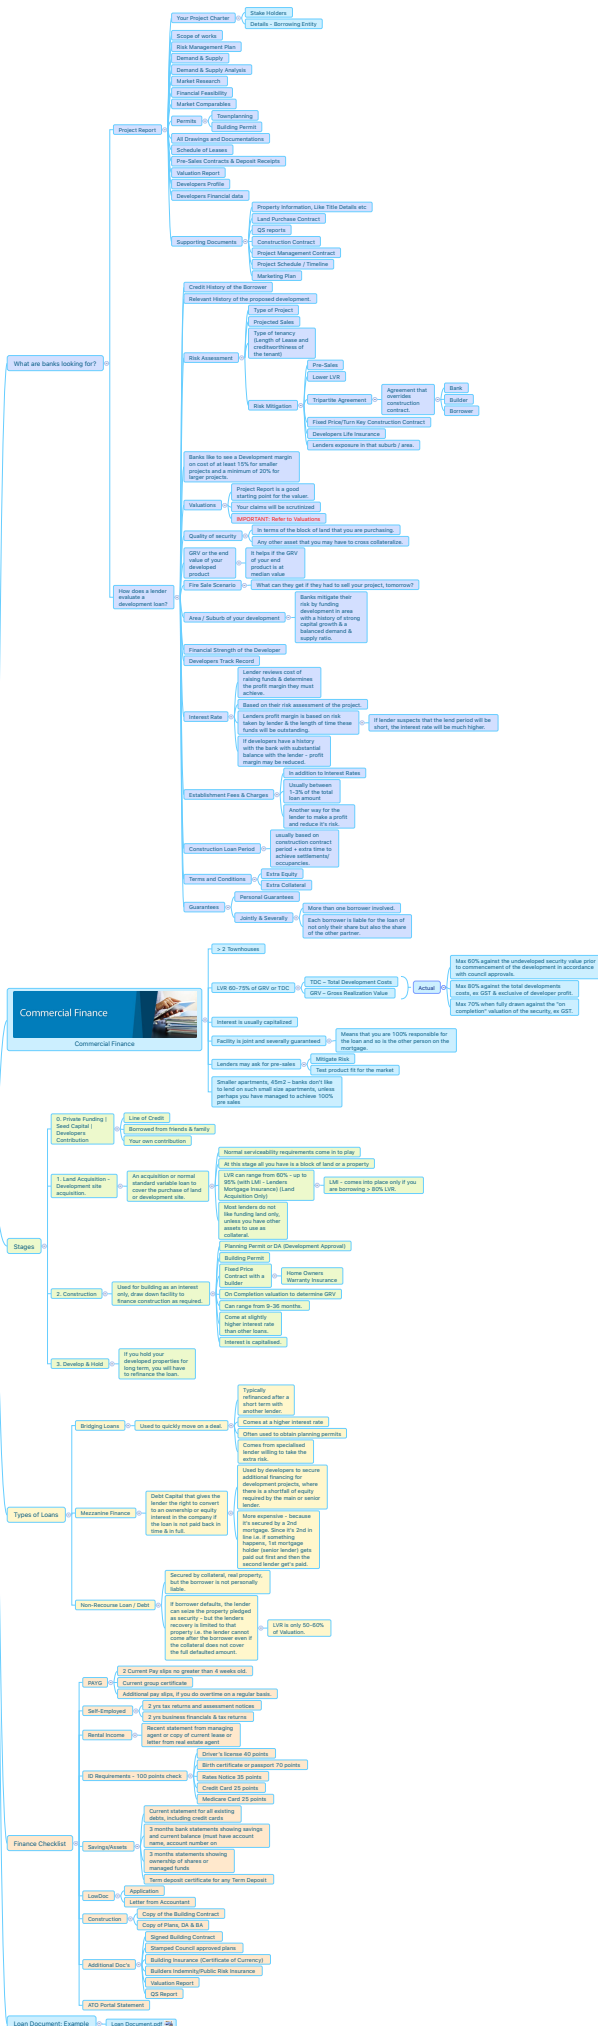 Your Project Charter
Stake Holders
Details - Borrowing Entity
Scope of works
Risk Management Plan
Demand & Supply
Demand & Supply Analysis
Market Research
Financial Feasibility
Market Comparables
Permits
Townplanning
Building Permit
All Drawings and Documentations
Schedule of Leases
Pre-Sales Contracts & Deposit Receipts
Valuation Report
Developers Profile
Developers Financial data
Project Report
Supporting Documents
Property Information, Like Title Details etc
Land Purchase Contract
QS reports
Construction Contract
Project Management Contract
Project Schedule / Timeline
Marketing Plan
What are banks looking for?
How does a lender
evaluate a
development loan?
Credit History of the Borrower
Relevant History of the proposed development.
Risk Assessment
Type of Project
Projected Sales
Type of tenancy
(Length of Lease and
creditworthiness of
the tenant)
Risk Mitigation
Pre-Sales
Lower LVR
Tripartite Agreement
Agreement that
overrides
construction
contract.
Bank
Builder
Borrower
Fixed Price/Turn Key Construction Contract
Developers Life Insurance
Lenders exposure in that suburb / area.
Banks like to see a Development margin
on cost of at least 15% for smaller
projects and a minimum of 20% for
larger projects.
Valuations
Project Report is a good
starting point for the valuer.
Your claims will be scrutinized
IMPORTANT: Refer to Valuations
Quality of security
In terms of the block of land that you are purchasing.
Any other asset that you may have to cross collateralize.
GRV or the end
value of your
developed
product
It helps if the GRV
of your end
product is at
median value
Fire Sale Scenario
What can they get if they had to sell your project, tomorrow?
Area / Suburb of your development
Banks mitigate their
risk by funding
development in area
with a history of strong
capital growth & a
balanced demand &
supply ratio.
Financial Strength of the Developer
Developers Track Record
Interest Rate
Lender reviews cost of
raising funds & determines
the profit margin they must
achieve.
Based on their risk assessment of the project.
Lenders profit margin is based on risk
taken by lender & the length of time these
funds will be outstanding.
If lender suspects that the lend period will be
short, the interest rate will be much higher.
If developers have a history
with the bank with substantial
balance with the lender - profit
margin may be reduced.
Establishment Fees & Charges
In addition to Interest Rates
Usually between
1-3% of the total
loan amount
Another way for the
lender to make a profit
and reduce it's risk.
Construction Loan Period
usually based on
construction contract
period + extra time to
achieve settlements/
occupancies.
Terms and Conditions
Extra Equity
Extra Collateral
Guarantees
Personal Guarantees
Jointly & Severally
More than one borrower involved.
Each borrower is liable for the loan of
not only their share but also the share
of the other partner.
Commercial Finance
Commercial Finance
> 2 Townhouses
LVR 60-75% of GRV or TDC
TDC - Total Development Costs
GRV - Gross Realization Value
Actual
Max 60% against the undeveloped security value prior
to commencement of the development in accordance
with council approvals.
Max 80% against the total developments
costs, ex GST & exclusive of developer profit.
Max 70% when fully drawn against the "on
completion" valuation of the security, ex GST.
Interest is usually capitalized
Facility is joint and severally guaranteed
Means that you are 100% responsible for
the loan and so is the other person on the
mortgage.
Lenders may ask for pre-sales
Mitigate Risk
Test product fit for the market
Smaller apartments, 45m2 - banks don't like
to lend on such small size apartments, unless
perhaps you have managed to achieve 100%
pre sales
Stages
0. Private Funding |
Seed Capital |
Developers
Contribution
Line of Credit
Borrowed from friends & family
Your own contribution
1. Land Acquisition -
Development site
acquisition.
An acquisition or normal
standard variable loan to
cover the purchase of land
or development site.
Normal serviceability requirements come in to play
At this stage all you have is a block of land or a property
LVR can range from 60% - up to
95% (with LMI - Lenders
Mortgage Insurance) (Land
Acquisition Only)
LMI - comes into place only if you
are borrowing > 80% LVR.
Most lenders do not
like funding land only,
unless you have other
assets to use as
collateral.
2. Construction
Used for building as an interest
only, draw down facility to
finance construction as required.
Planning Permit or DA (Development Approval)
Building Permit
Fixed Price
Contract with a
builder
Home Owners
Warranty Insurance
On Completion valuation to determine GRV
Can range from 9-36 months.
Come at slightly
higher interest rate
than other loans.
Interest is capitalised.
3. Develop & Hold
If you hold your
developed properties for
long term, you will have
to refinance the loan.
Types of Loans
Bridging Loans
Used to quickly move on a deal.
Typically
refinanced after a
short term with
another lender.
Comes at a higher interest rate
Often used to obtain planning permits
Comes from specialised
lender willing to take the
extra risk.
Mezzanine Finance
Debt Capital that gives the
lender the right to convert
to an ownership or equity
interest in the company if
the loan is not paid back in
time & in full.
Used by developers to secure
additional financing for
development projects, where
there is a shortfall of equity
required by the main or senior
lender.
More expensive - because
it's secured by a 2nd
mortgage. Since it's 2nd in
line i.e. if something
happens, 1st mortgage
holder (senior lender) gets
paid out first and then the
second lender get's paid.
Non-Recourse Loan / Debt
Secured by collateral, real property,
but the borrower is not personally
liable.
If borrower defaults, the lender
can seize the property pledged
as security - but the lenders
recovery is limited to that
property i.e. the lender cannot
come after the borrower even if
the collateral does not cover
the full defaulted amount.
LVR is only 50-60%
of Valuation.
Finance Checklist
PAYG
2 Current Pay slips no greater than 4 weeks old.
Current group certificate
Additional pay slips, if you do overtime on a regular basis.
Self-Employed
2 yrs tax returns and assessment notices
2 yrs business financials & tax returns
Rental Income
Recent statement from managing
agent or copy of current lease or
letter from real estate agent
ID Requirements - 100 points check
Driver's license 40 points
Birth certificate or passport 70 points
Rates Notice 35 points
Credit Card 25 points
Medicare Card 25 points
Savings/Assets
Current statement for all existing
debts, including credit cards
3 months bank statements showing savings
and current balance (must have account
name, account number on
3 months statements showing
ownership of shares or
managed funds
Term deposit certificate for any Term Deposit
LowDoc
Application
Letter from Accountant
Construction
Copy of the Building Contract
Copy of Plans, DA & BA
Additional Doc's
Signed Building Contract
Stamped Council approved plans
Building Insurance (Certificate of Currency)
Builders Indemnity/Public Risk Insurance
Valuation Report
QS Report
ATO Portal Statement
Loan Document: Example
Loan Document.pdf